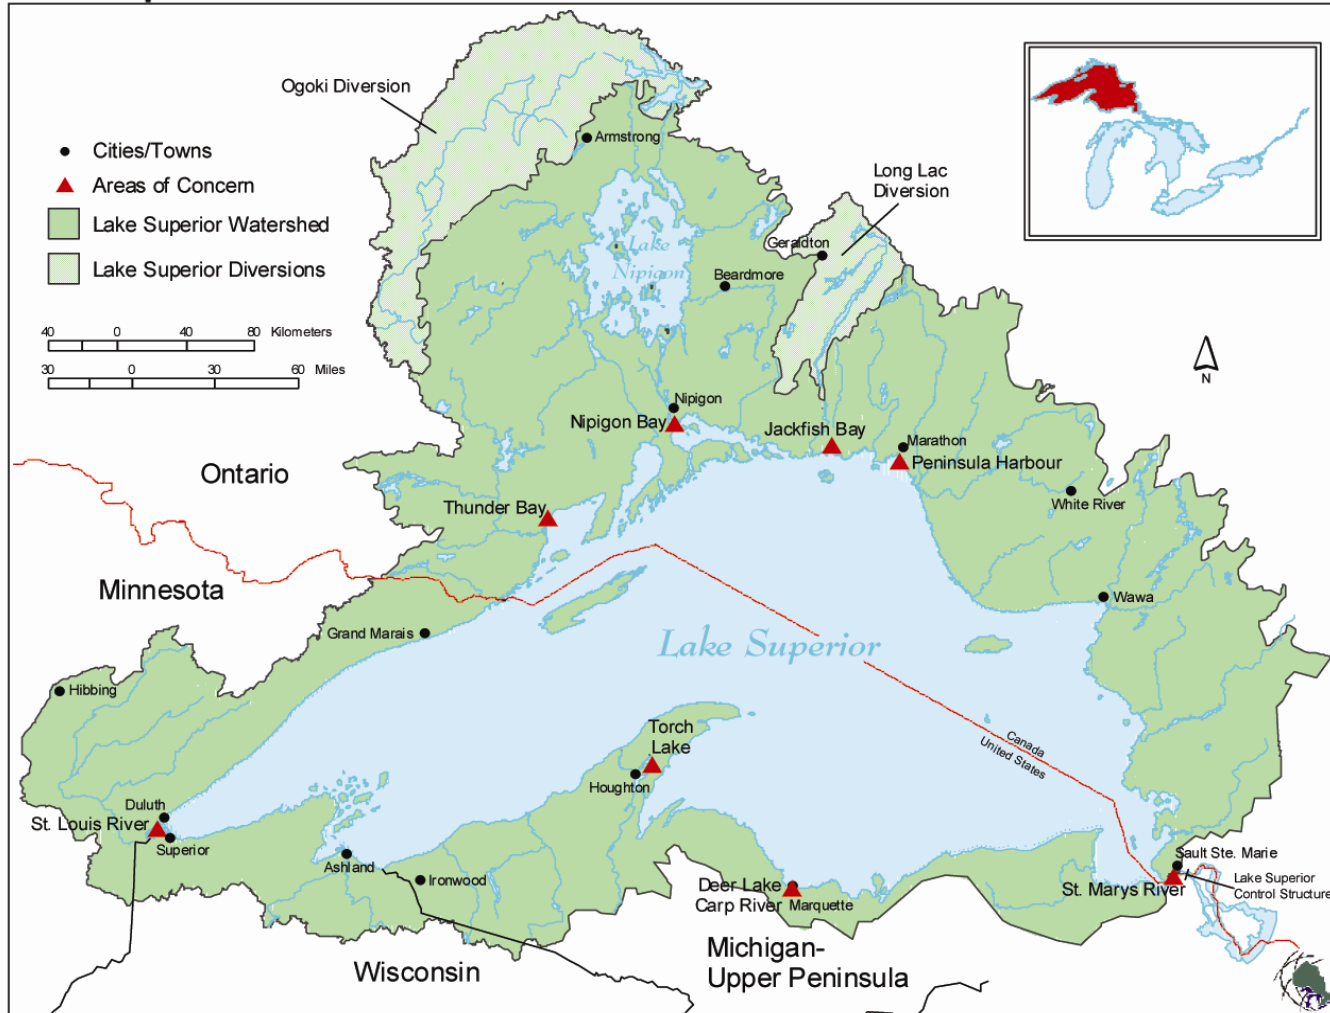 Ogoki Diversion
Armstrong
Cities/Towns
Areas of Concern
Lake Superior Watershed
Lake Superior Diversions
Long Lac
Diversion
Geraldton
Lake
Nipigon
Beardmore
40 0 40 80 Kilometers
30 0 30 60 Miles
N
Nipigon
Nipigon Bay
Jackfish Bay
Marathon
Peninsula Harbour
White River
Ontario
Thunder Bay
Minnesota
Wawa
Grand Marais
Lake Superior
Hibbing
Torch
Lake
Canada
United States
Houghton
Duluth
St. Louis River
Superior
Ashland
Ironwood
Deer Lake
Carp River
Marquette
Sault Ste. Marie
St. Marys River
Lake Superior
Control Structure
Wisconsin
Michigan-
Upper Peninsula